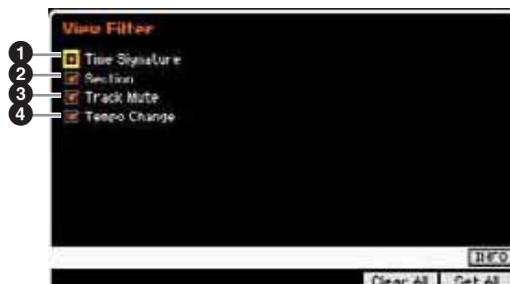 View Filter
1 Time Signature
2 Section
3 Track Mute
4 Tempo Change
INFO
Clear All Set All